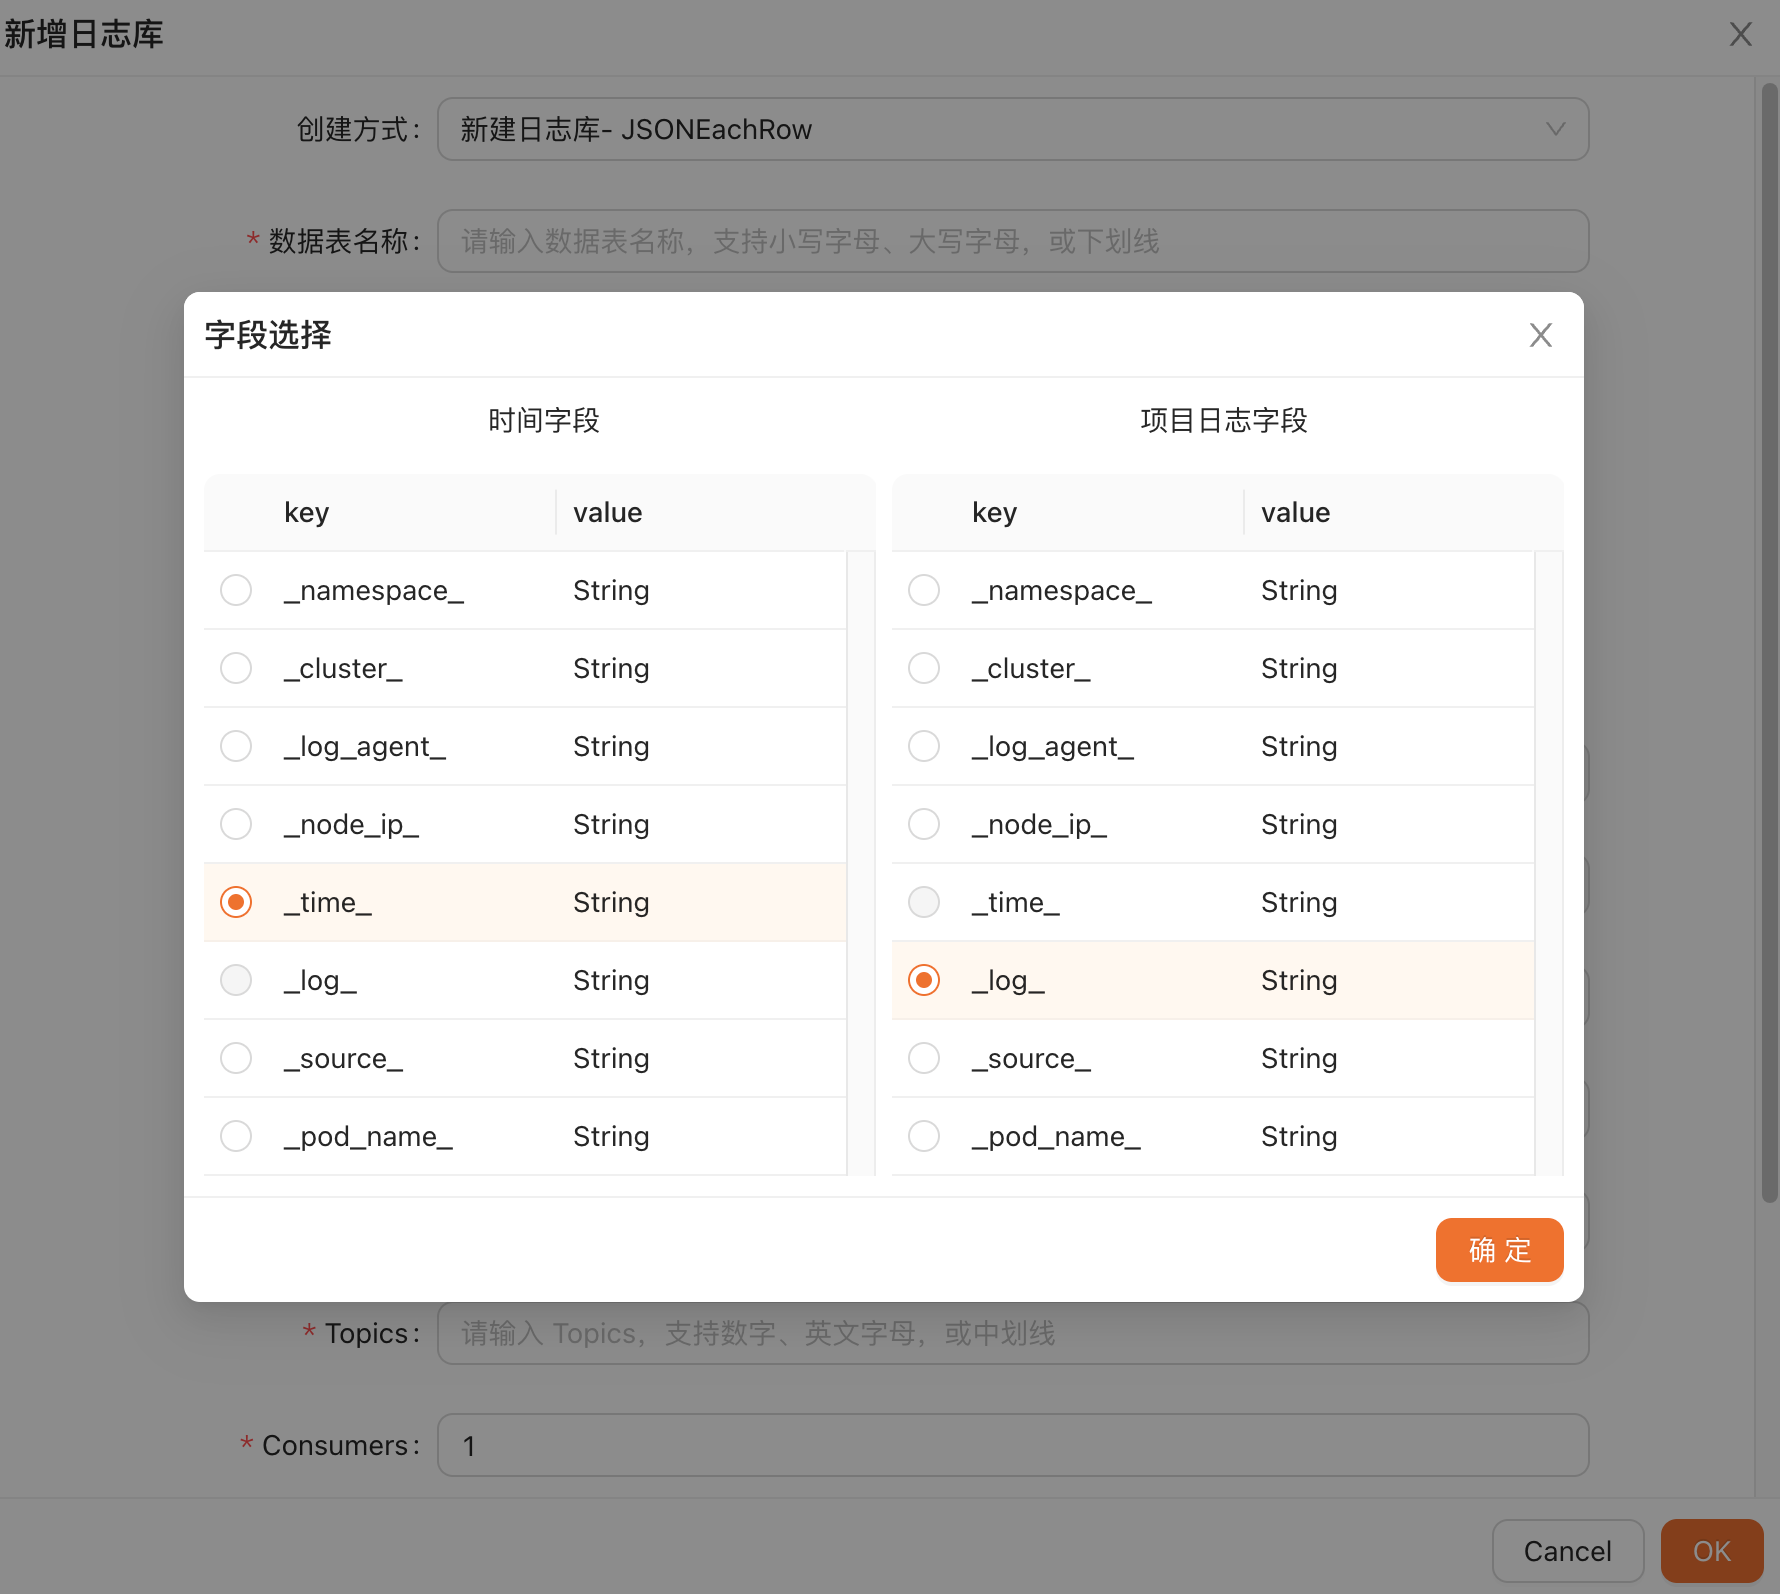 新增日志库
创建方式: 新建日志库- JSONEachRow
* 数据表名称: 请输入数据表名称，支持小写字母、大写字母，或下划线
字段选择
时间字段 项目日志字段
key value key value
_namespace_ String _namespace_ String
_cluster_ String _cluster_ String
_log_agent_ String _log_agent_ String
_node_ip_ String _node_ip_ String
_time_ String _time_ String
_log_ String _log_ String
_source_ String _source_ String
_pod_name_ String _pod_name_ String
确 定
* Topics: 请输入 Topics，支持数字、英文字母，或中划线
* Consumers: 1
Cancel OK